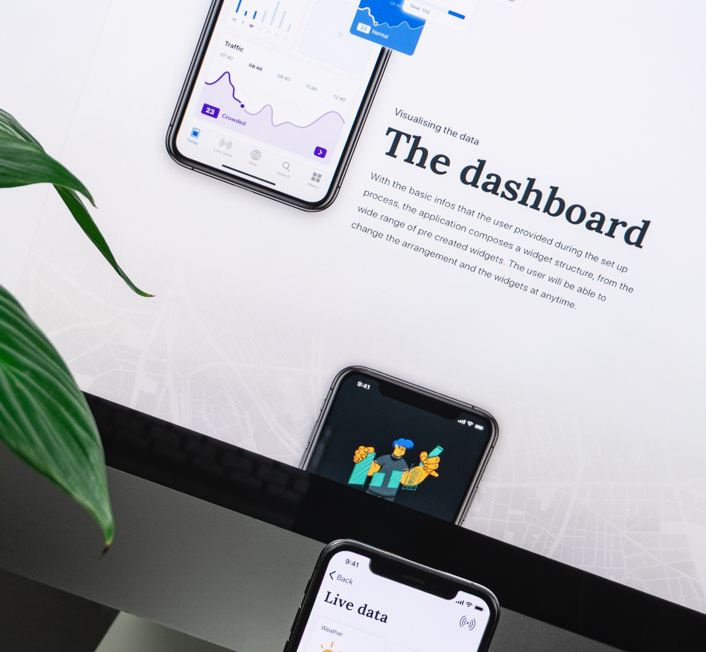 Normal
Traffic
07:40
08:40
09:40
11:40
12:40
23 Crowded
Search
Menu
Visualising the data
The dashboard
With the basic infos that the user provided during the set up
process, the application composes a widget structure, from the
wide range of pre created widgets. The user will be able to
change the arrangement and the widgets at anytime.
9:41
9:41
Back
Live data
Weather